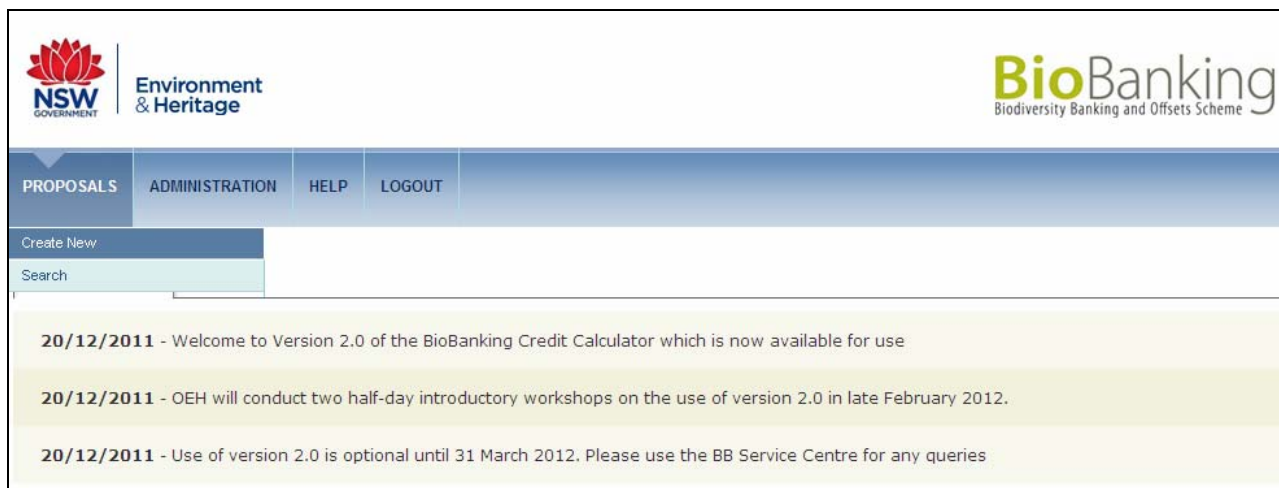 NSW
GOVERNMENT
Environment
& Heritage
BioBanking
Biodiversity Banking and Offsets Scheme
PROPOSALS ADMINISTRATION HELP LOGOUT
Create New
Search
20/12/2011 - Welcome to Version 2.0 of the BioBanking Credit Calculator which is now available for use
20/12/2011 - OEH will conduct two half-day introductory workshops on the use of version 2.0 in late February 2012.
20/12/2011 - Use of version 2.0 is optional until 31 March 2012. Please use the BB Service Centre for any queries